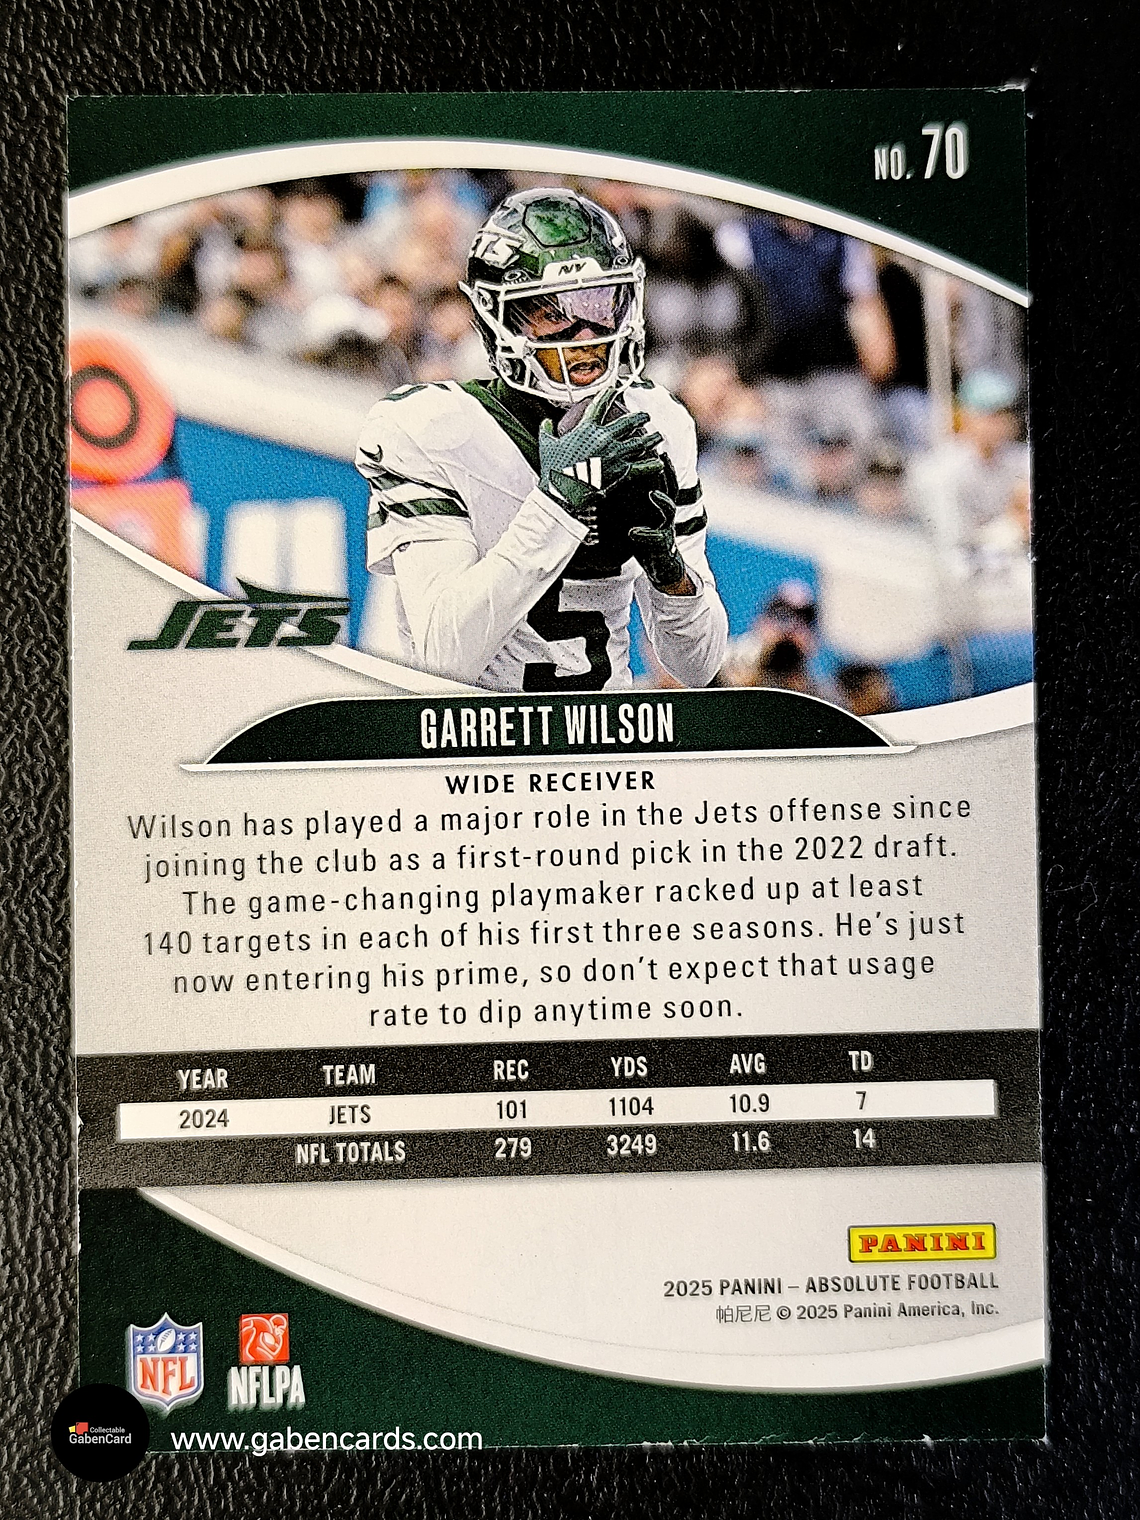 NO. 70
JETS
NY
5
JETS
GARRETT WILSON
WIDE RECEIVER
Wilson has played a major role in the Jets offense since
joining the club as a first-round pick in the 2022 draft.
The game-changing playmaker racked up at least
140 targets in each of his first three seasons. He's just
now entering his prime, so don't expect that usage
rate to dip anytime soon.
YEAR TEAM REC YDS AVG TD
2024 JETS 101 1104 10.9 7
NFL TOTALS 279 3249 11.6 14
PANINI
2025 PANINI – ABSOLUTE FOOTBALL
帕尼尼 © 2025 Panini America, Inc.
NFL
NFLPA
Collectable
GabenCard
www.gabencards.com